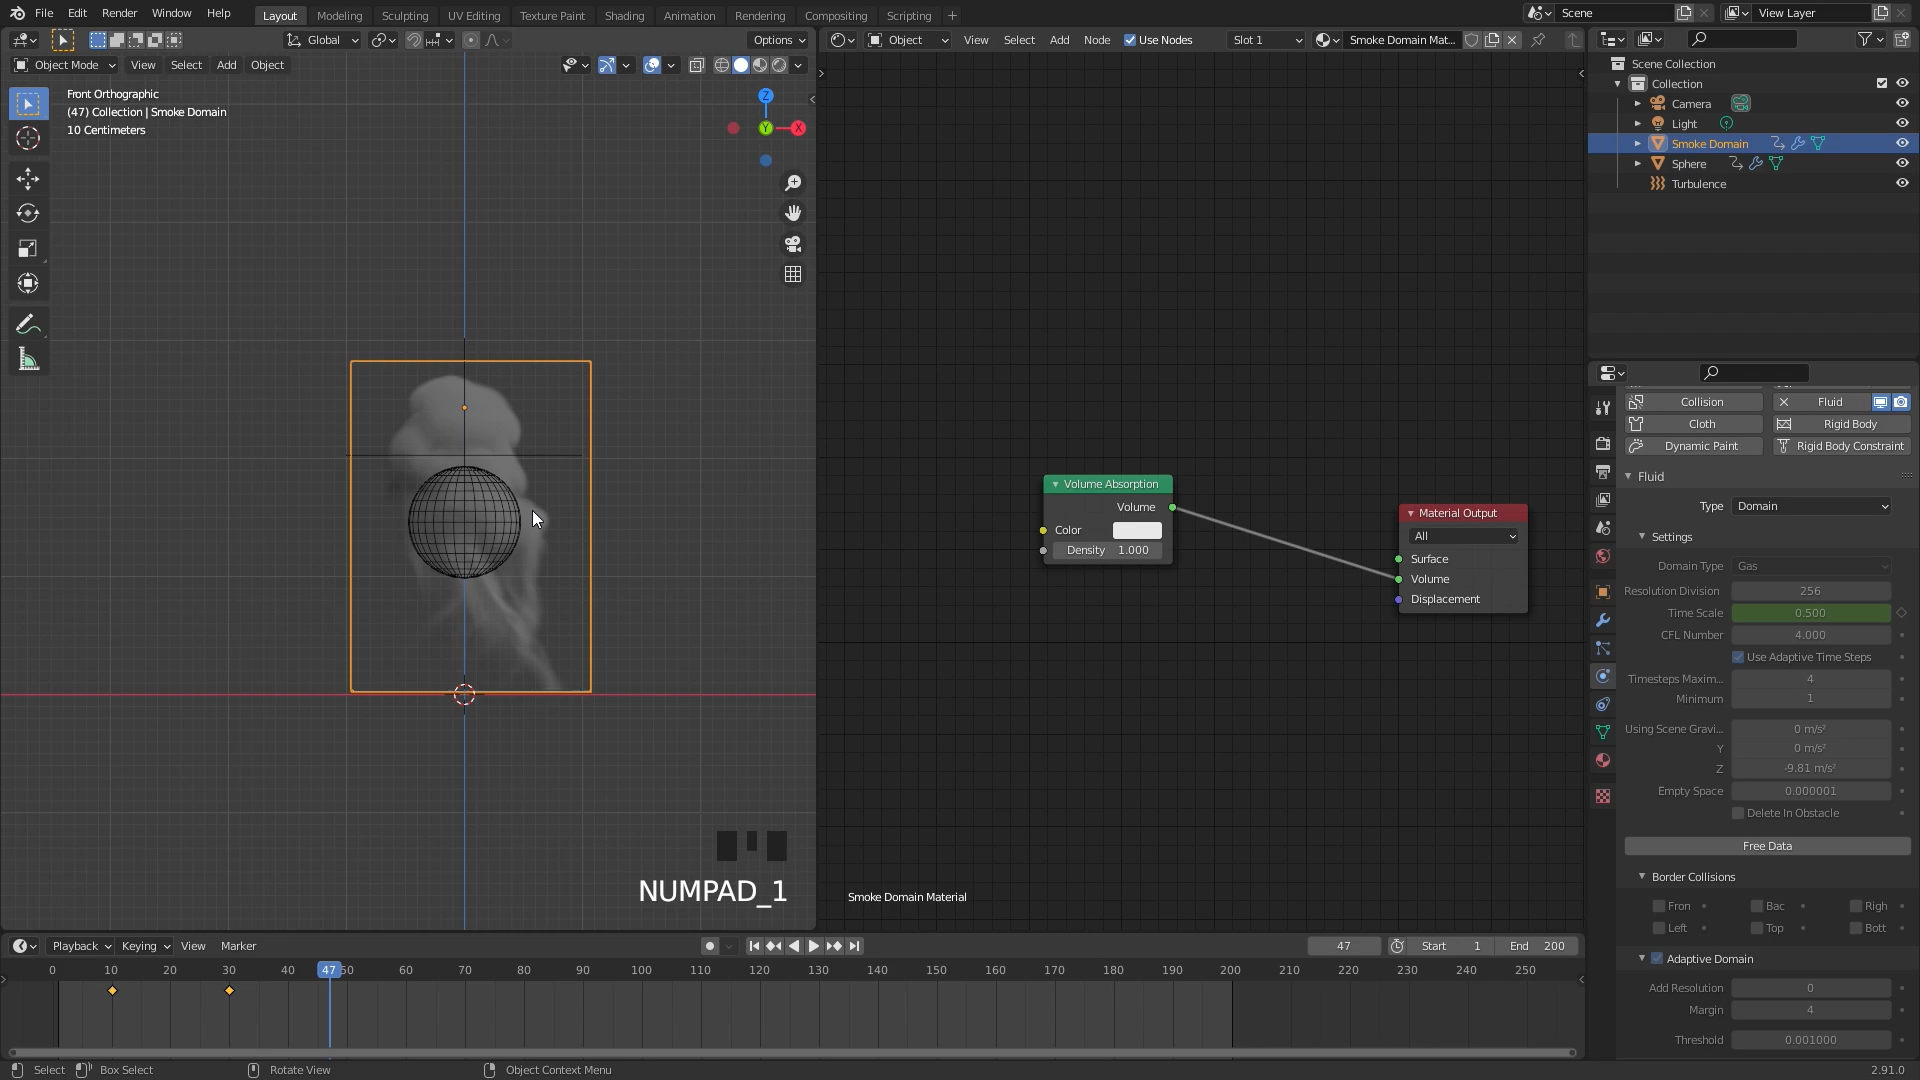 File Edit Render Window Help Layout Modeling Sculpting UV Editing Texture Paint Shading Animation Rendering Compositing Scripting + Scene View Layer
Global Options
Object Mode View Select Add Object
Object View Select Add Node Use Nodes Slot 1 Smoke Domain Mat...
Front Orthographic
(47) Collection | Smoke Domain
10 Centimeters
Z
Y
X
NUMPAD_1
Volume Absorption
Volume
Color
Density 1.000
Material Output
All
Surface
Volume
Displacement
Smoke Domain Material
Scene Collection
Collection
Camera
Light
Smoke Domain
Sphere
Turbulence
Collision Fluid
Cloth Rigid Body
Dynamic Paint Rigid Body Constraint
Fluid
Type Domain
Settings
Domain Type Gas
Resolution Division 256
Time Scale 0.500
CFL Number 4.000
Use Adaptive Time Steps
Timesteps Maxim... 4
Minimum 1
Using Scene Gravi... 0 m/s²
Y 0 m/s²
Z -9.81 m/s²
Empty Space 0.000001
Delete In Obstacle
Free Data
Border Collisions
Fron Bac Righ
Left Top Bott
Adaptive Domain
Add Resolution 0
Margin 4
Threshold 0.001000
Playback Keying View Marker 47 Start 1 End 200
0 10 20 30 40 47 50 60 70 80 90 100 110 120 130 140 150 160 170 180 190 200 210 220 230 240 250
Select Box Select Rotate View Object Context Menu 2.91.0